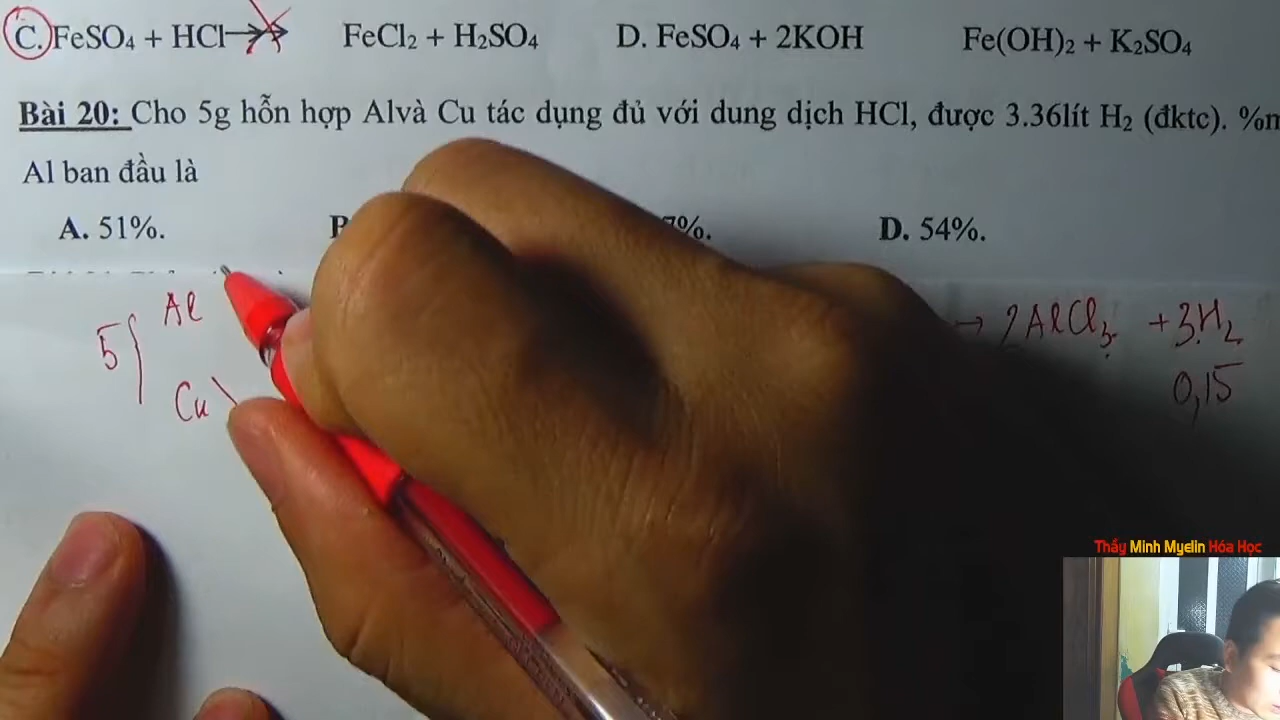 C. FeSO₄ + HCl→ FeCl₂ + H₂SO₄ D. FeSO₄ + 2KOH Fe(OH)₂ + K₂SO₄
Bài 20: Cho 5g hỗn hợp Alvà Cu tác dụng đủ với dung dịch HCl, được 3.36lít H₂ (đktc). %m
Al ban đầu là
A. 51%. 7%. D. 54%.
5 { Al → 2AlCl₃ + 3H₂
Cu 0,15
Thầy Minh Myelin Hóa Học